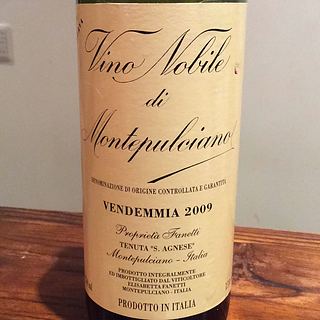 Vino Nobile
di
Montepulciano
DENOMINAZIONE DI ORIGINE CONTROLLATA E GARANTITA
VENDEMMIA 2009
Proprietà Fanetti
TENUTA "S. AGNESE"
Montepulciano - Italia
PRODOTTO INTEGRALMENTE
ED IMBOTTIGLIATO DAL VITICOLTORE
ELISABETTA FANETTI
MONTEPULCIANO - ITALIA
PRODOTTO IN ITALIA